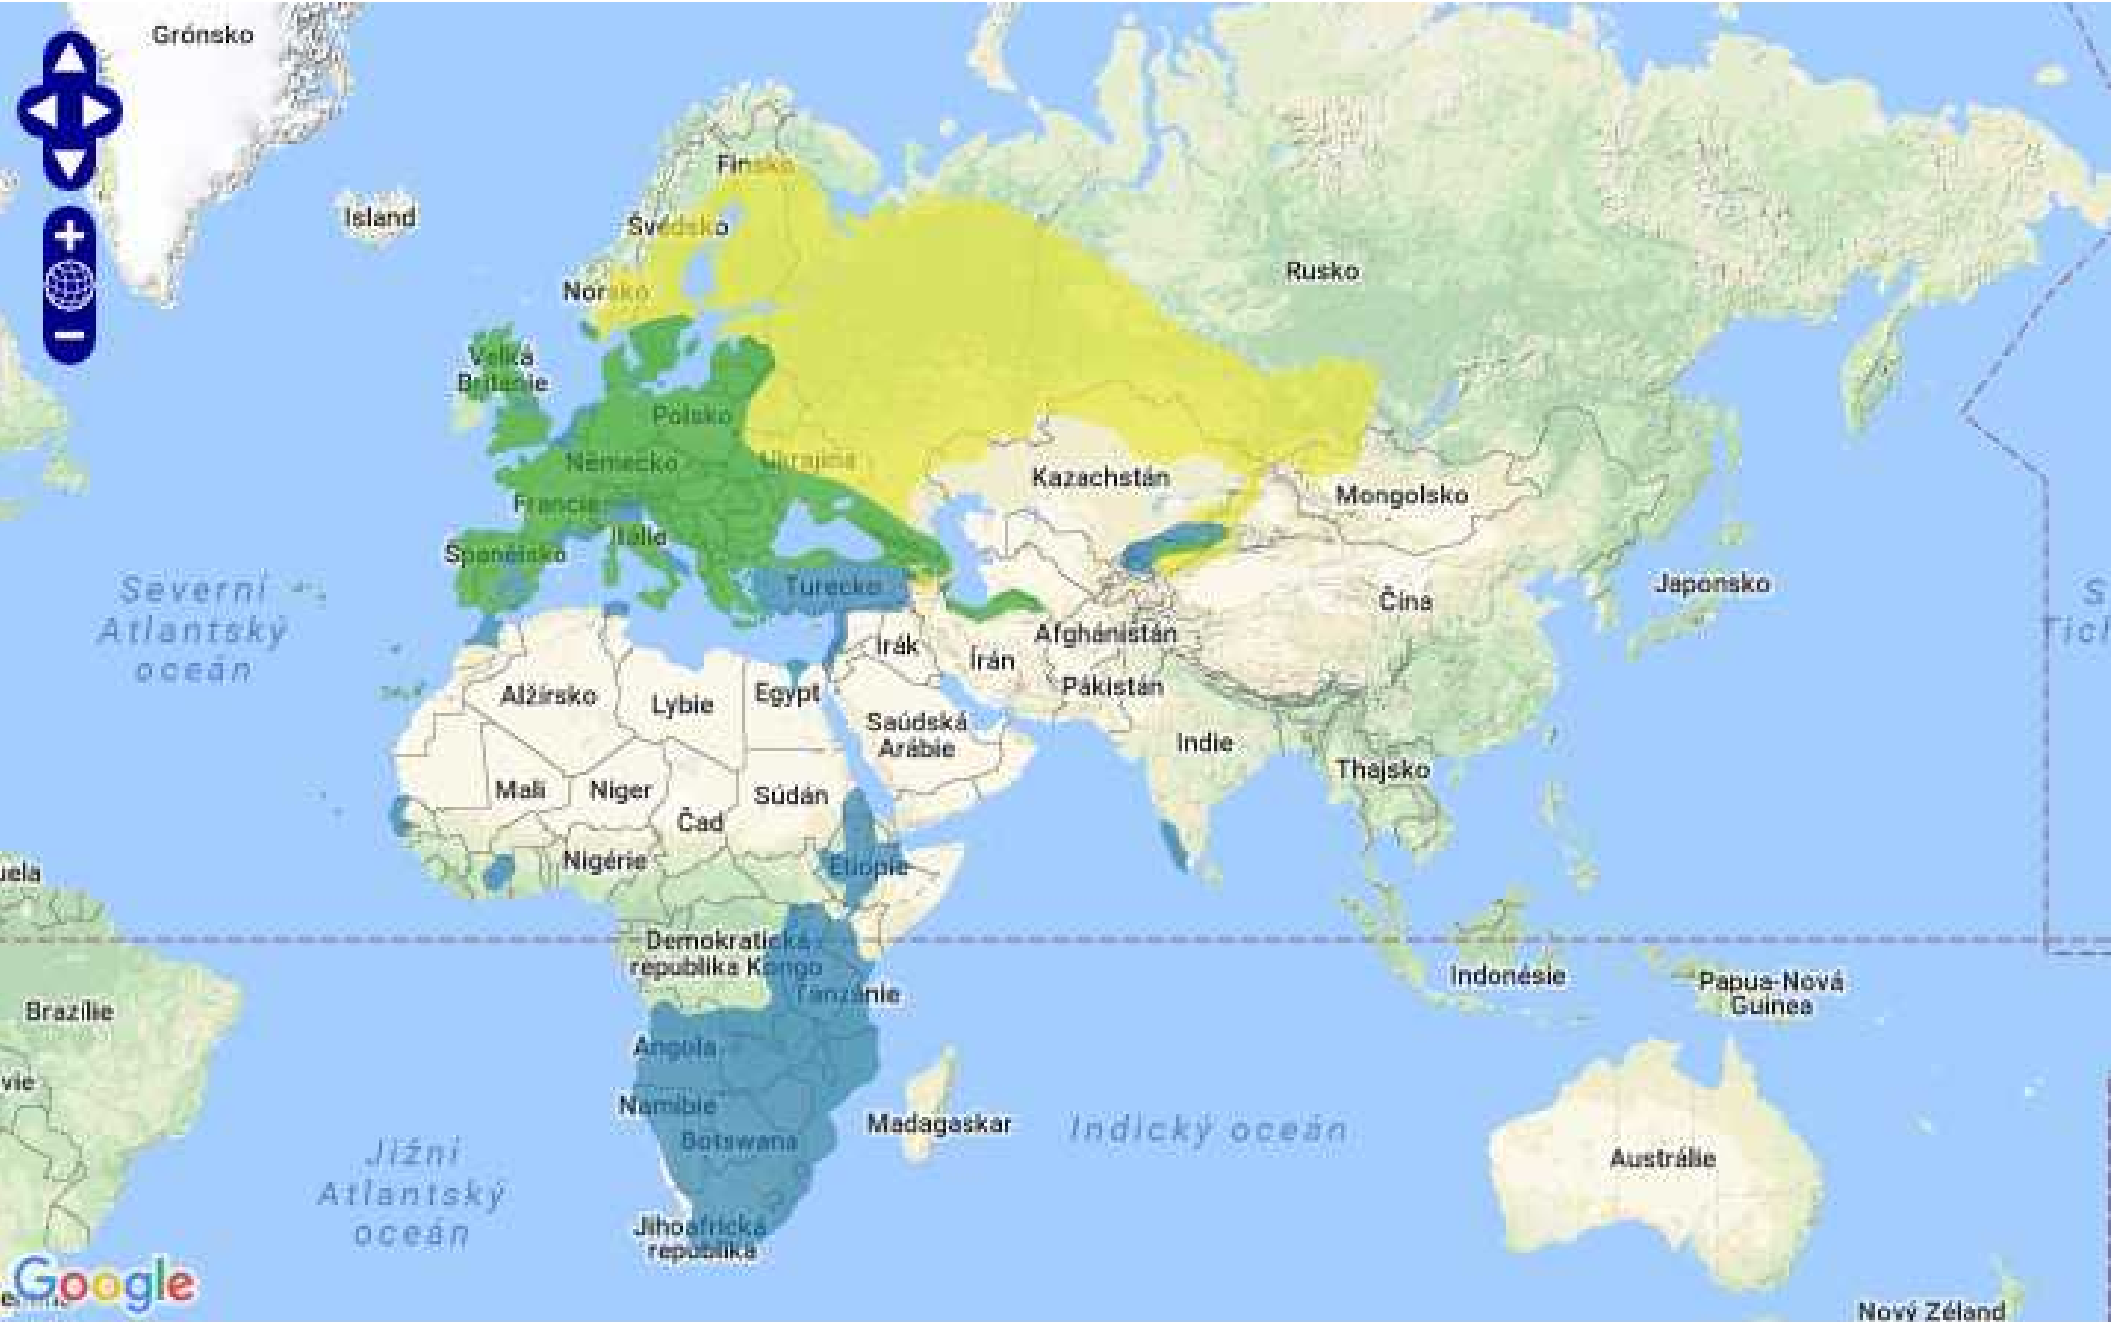 Grónsko
Island
Finsko
Švédsko
Norsko
Rusko
Velká
Británie
Polsko
Německo
Ukrajina
Francie
Itálie
Španělsko
Turecko
Kazachstán
Mongolsko
Severní
Atlantský
oceán
Čína
Japonsko
S
Tich
Afghánistán
Irák
Írán
Pákistán
Alžírsko
Lybie
Egypt
Saúdská
Arábie
Indie
Thajsko
Mali
Niger
Čad
Súdán
Nigérie
Etiopie
uela
Demokratická
republika Kongo
Tanzánie
Indonésie
Papua-Nová
Guinea
Brazílie
Angola
vie
Namibie
Botswana
Madagaskar
Indický oceán
Austrálie
Jižní
Atlantský
oceán
Jihoafrická
republika
Google
Nový Zéland